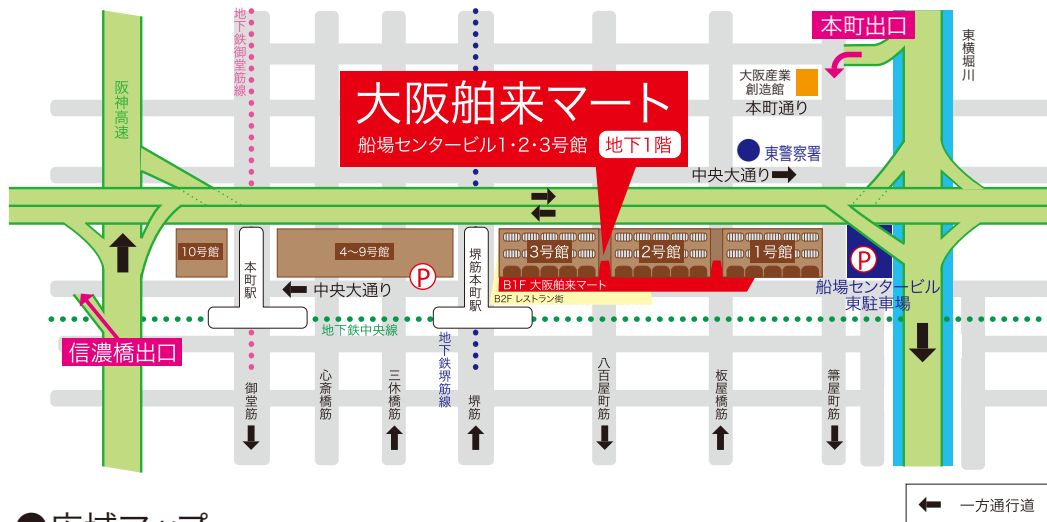 地下鉄御堂筋線
阪神高速
本町出口
東横堀川
大阪産業
創造館
本町通り
大阪舶来マート
船場センタービル1・2・3号館 地下1階
東警察署
中央大通り
10号館
本町駅
4〜9号館
P
中央大通り
堺筋本町駅
3号館
2号館
1号館
B1F 大阪舶来マート
B2F レストラン街
P
船場センタービル
東駐車場
地下鉄中央線
信濃橋出口
地下鉄堺筋線
御堂筋
心斎橋筋
三休橋筋
堺筋
八百屋町筋
板屋橋筋
箒屋町筋
一方通行道
●広域マップ